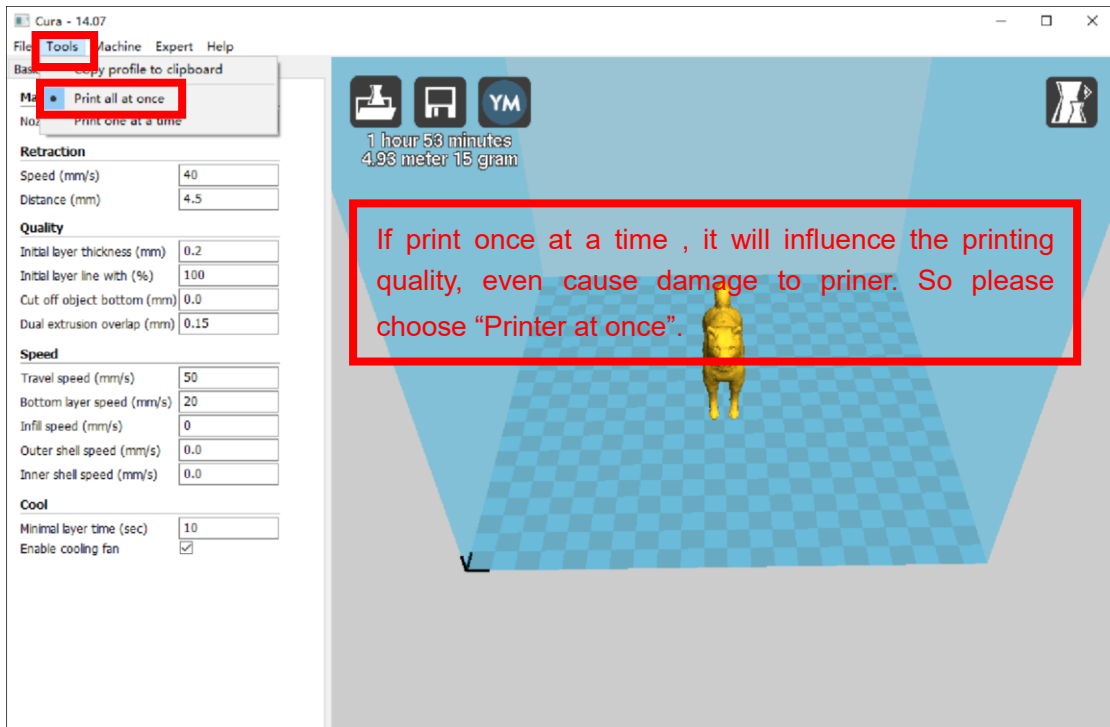 Cura - 14.07
File Tools Machine Expert Help
Copy profile to clipboard
Print all at once
Print one at a time
Retraction
Speed (mm/s) 40
Distance (mm) 4.5
Quality
Initial layer thickness (mm) 0.2
Initial layer line with (%) 100
Cut off object bottom (mm) 0.0
Dual extrusion overlap (mm) 0.15
Speed
Travel speed (mm/s) 50
Bottom layer speed (mm/s) 20
Infill speed (mm/s) 0
Outer shell speed (mm/s) 0.0
Inner shell speed (mm/s) 0.0
Cool
Minimal layer time (sec) 10
Enable cooling fan
YM
1 hour 53 minutes
4.93 meter 15 gram
If print once at a time , it will influence the printing
quality, even cause damage to priner. So please
choose “Printer at once”.